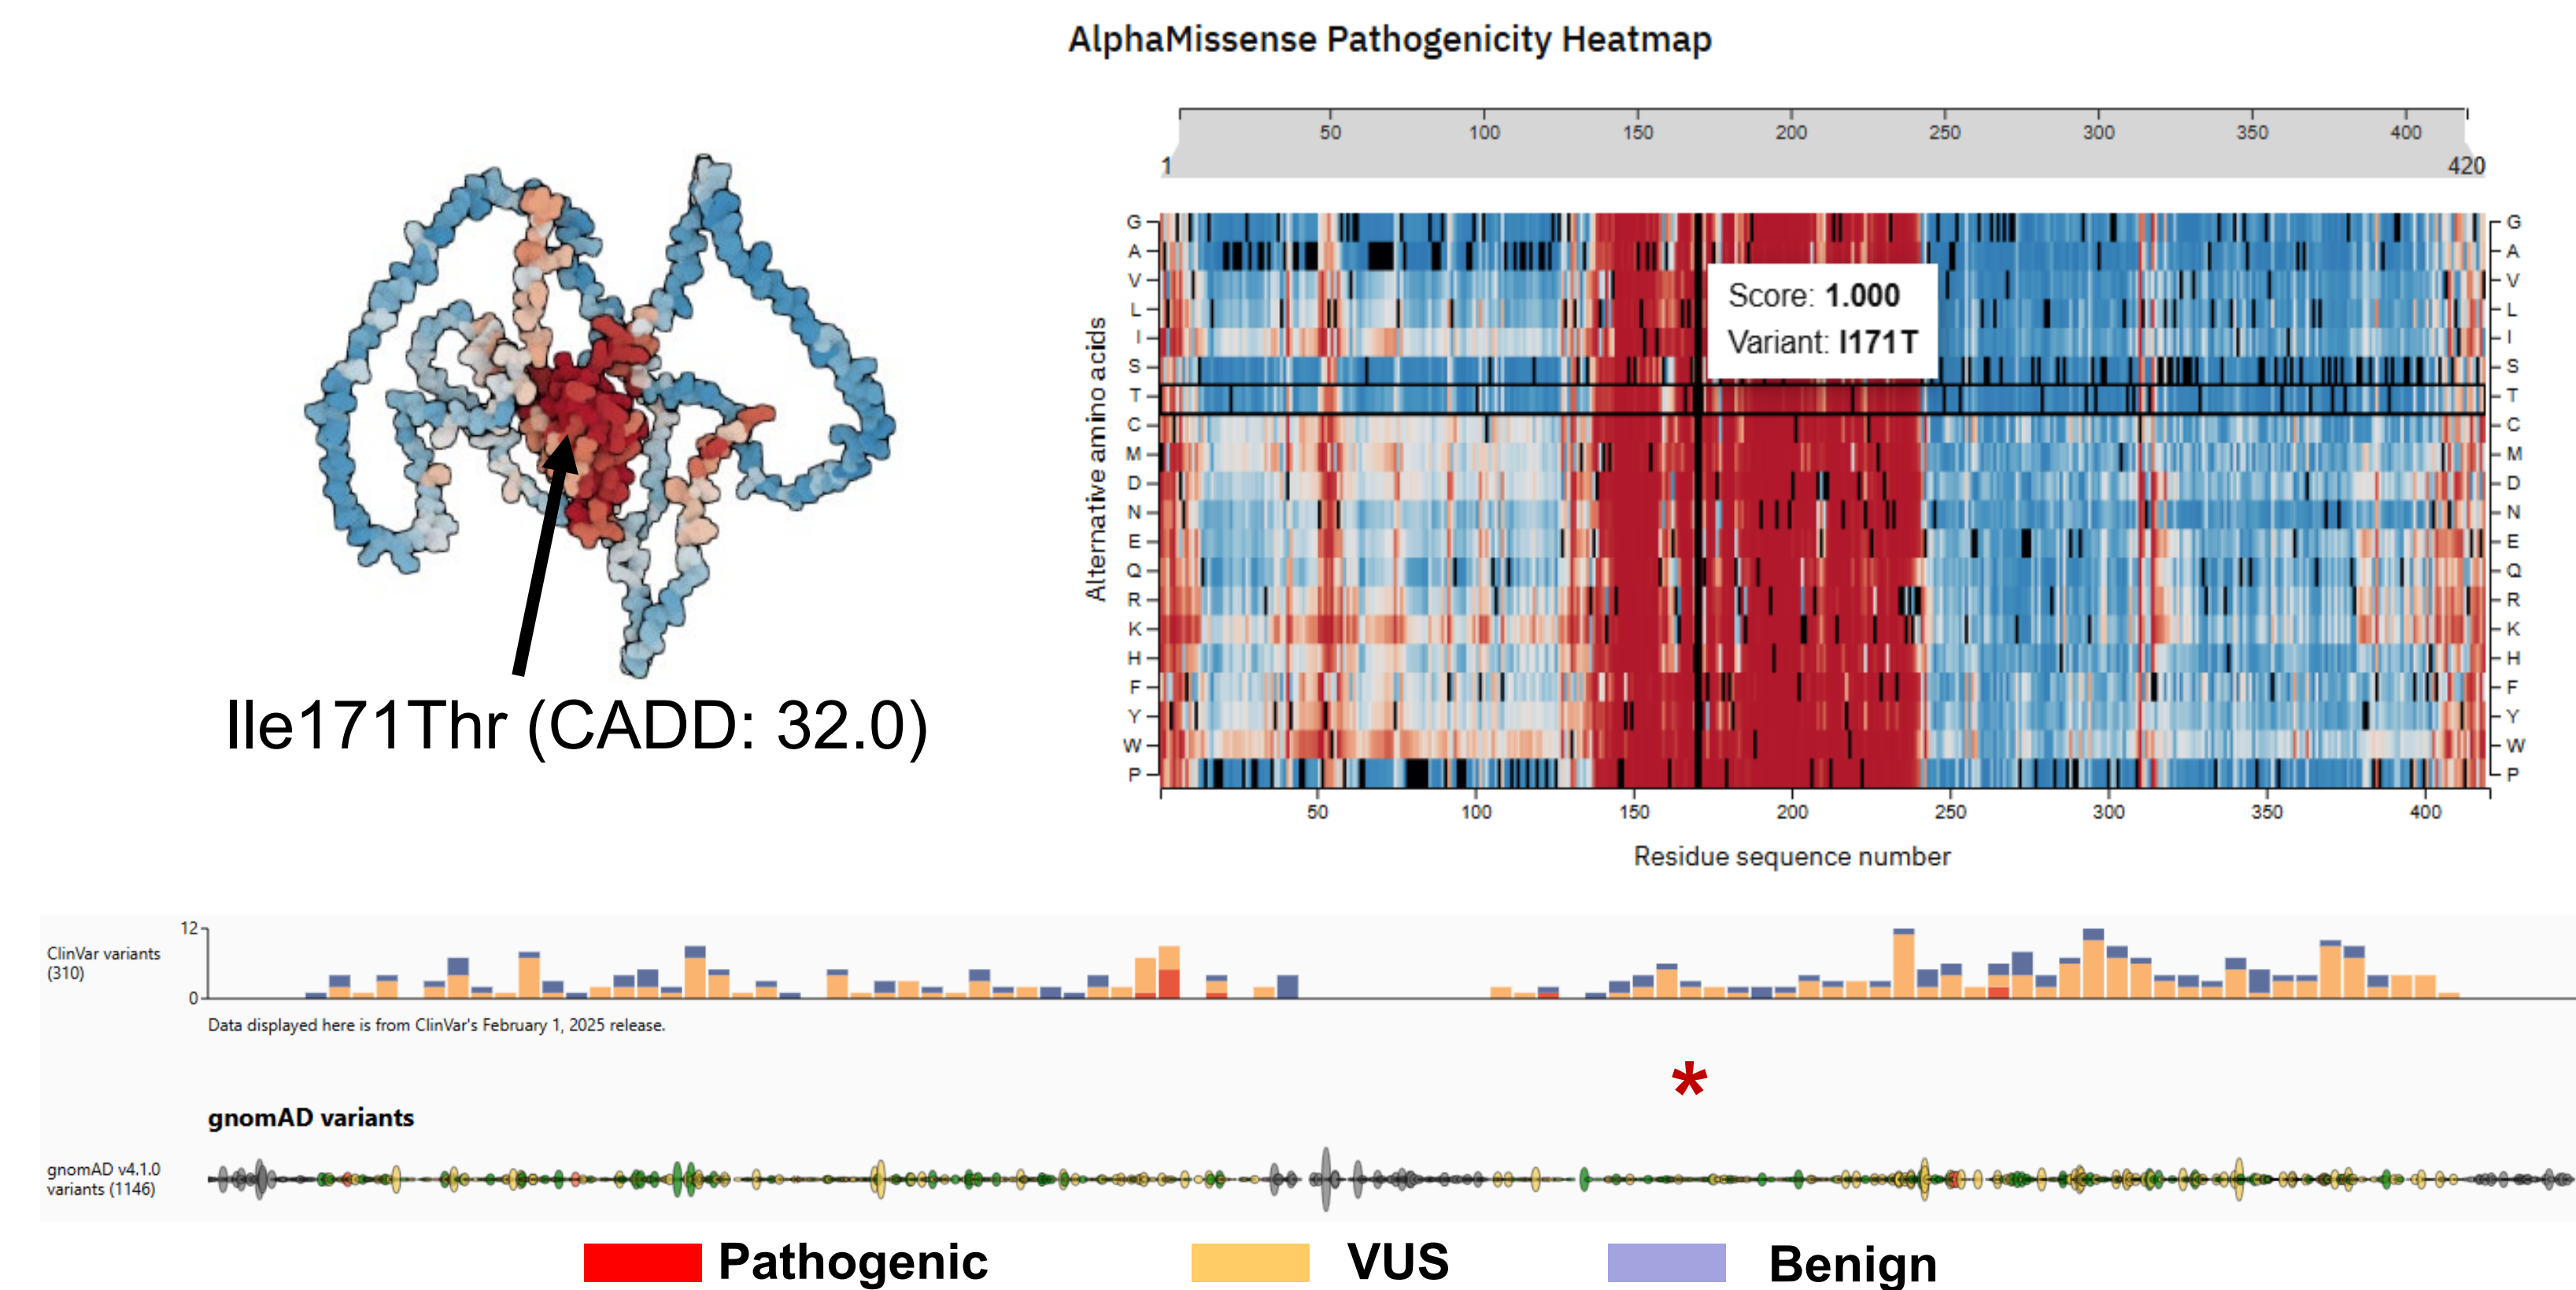 AlphaMissense Pathogenicity Heatmap
50 100 150 200 250 300 350 400
1 420
G G
A A
V V
L L
I I
S S
T T
C C
M M
D D
N N
E E
Q Q
R R
K K
H H
F F
Y Y
W W
P P
Alternative amino acids
Score: 1.000
Variant: I171T
50 100 150 200 250 300 350 400
Residue sequence number
Ile171Thr (CADD: 32.0)
ClinVar variants
(310)
12
0
Data displayed here is from ClinVar's February 1, 2025 release.
*
gnomAD variants
gnomAD v4.1.0
variants (1146)
Pathogenic VUS Benign